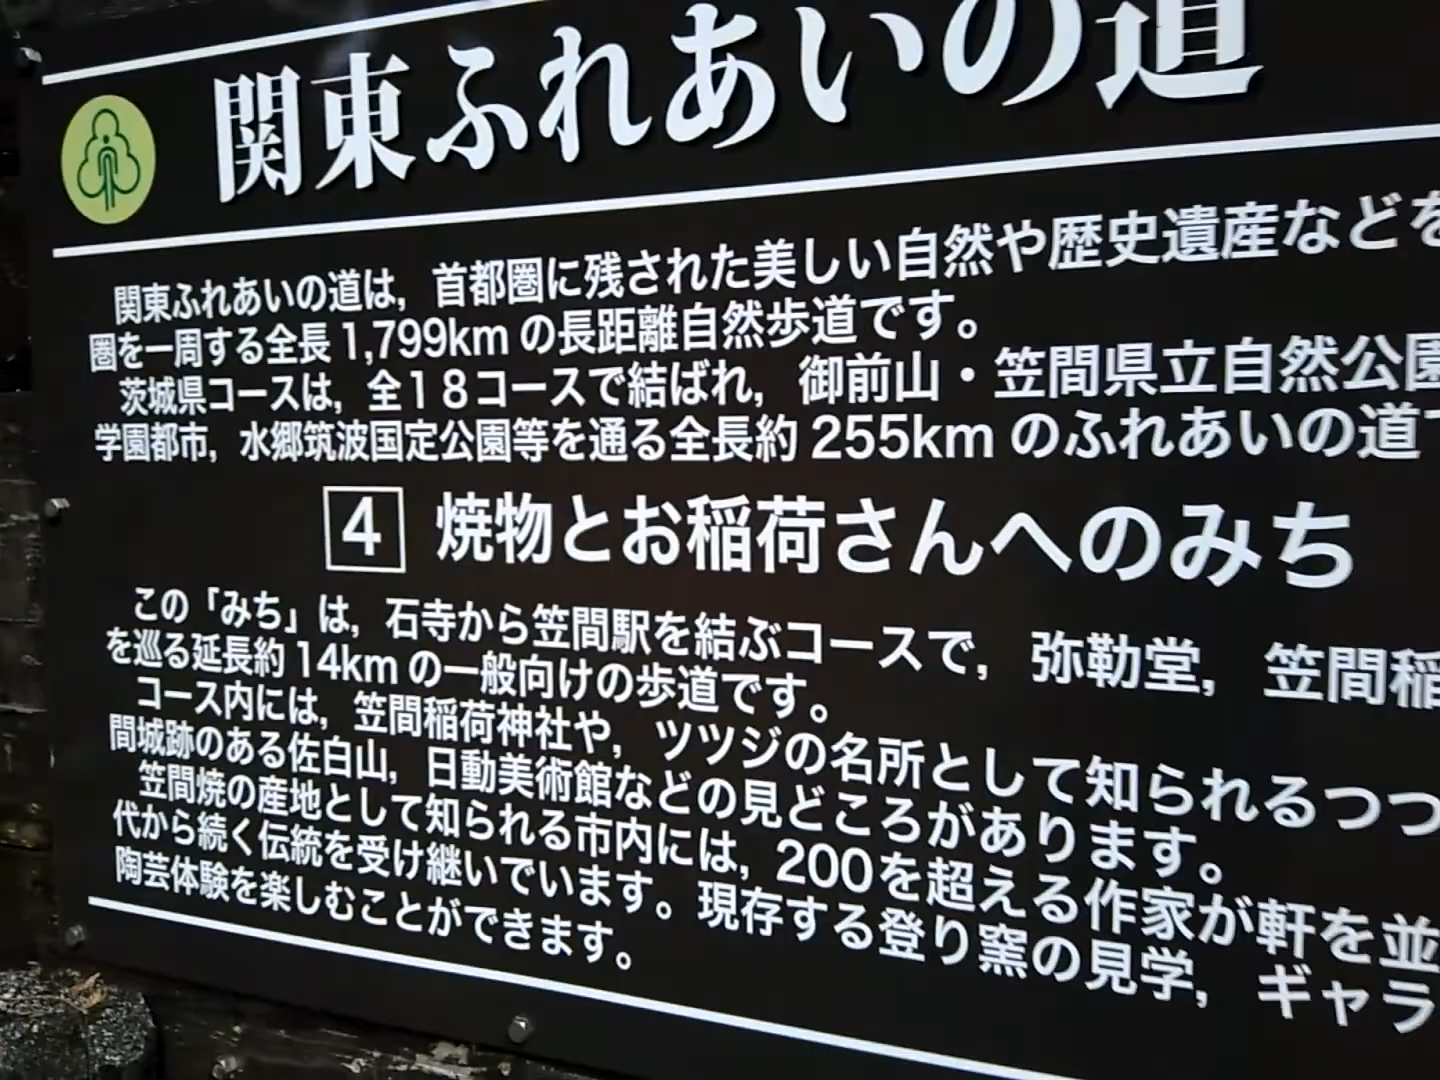 関東ふれあいの道
関東ふれあいの道は，首都圏に残された美しい自然や歴史遺産などを
圏を一周する全長1,799kmの長距離自然歩道です。
茨城県コースは，全１８コースで結ばれ，御前山・笠間県立自然公園
学園都市，水郷筑波国定公園等を通る全長約255kmのふれあいの道で
4 焼物とお稲荷さんへのみち
この「みち」は，石寺から笠間駅を結ぶコースで，弥勒堂，笠間稲
を巡る延長約14kmの一般向けの歩道です。
コース内には，笠間稲荷神社や，ツツジの名所として知られるつつ
間城跡のある佐白山，日動美術館などの見どころがあります。
笠間焼の産地として知られる市内には，200を超える作家が軒を並
代から続く伝統を受け継いでいます。現存する登り窯の見学，ギャラ
陶芸体験を楽しむことができます。